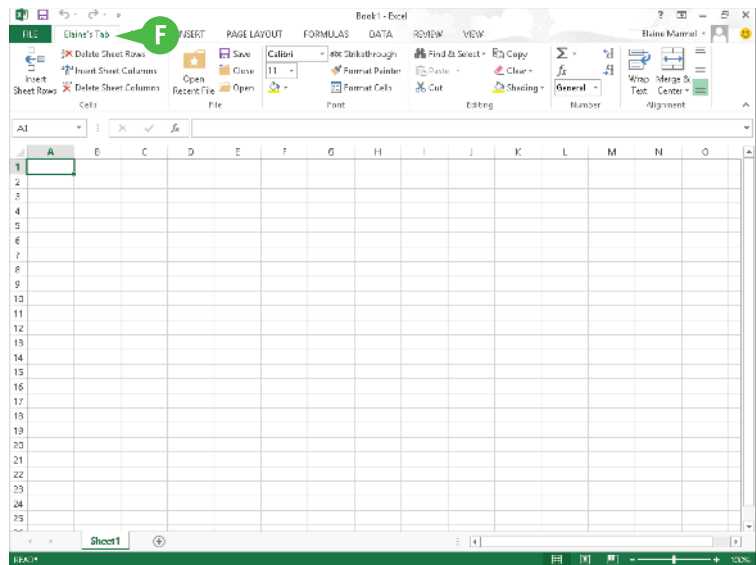 Book1 - Excel ?
FILE Elaine's Tab F INSERT PAGE LAYOUT FORMULAS DATA REVIEW VIEW Elaine Marmel
Delete Sheet Rows Save Calibri abc Strikethrough Find & Select Copy Σ
Insert Sheet Rows Insert Sheet Columns Open Recent File Close 11 Format Painter Paste Clear fx Wrap Text Merge & Center
Delete Sheet Columns Open Format Cells Cut Shading General
Cells File Font Editing Number Alignment
A1 fx
A B C D E F G H I J K L M N O
1
2
3
4
5
6
7
8
9
10
11
12
13
14
15
16
17
18
19
20
21
22
23
24
25
Sheet1
READY 100%